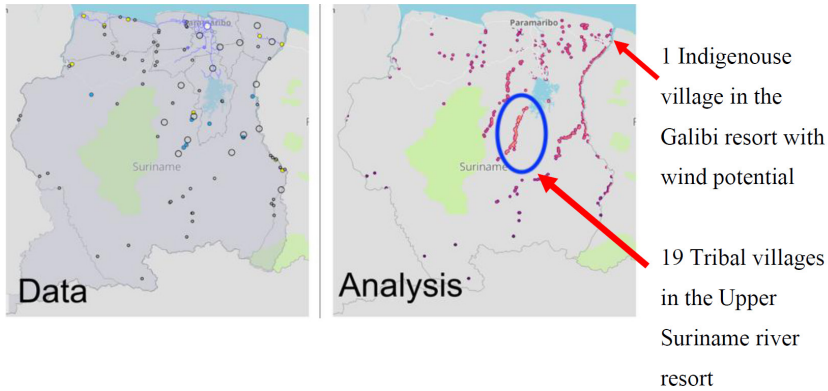 Paramaribo
Suriname
Data
Paramaribo
Suriname
Analysis
1 Indigenouse
village in the
Galibi resort with
wind potential
19 Tribal villages
in the Upper
Suriname river
resort